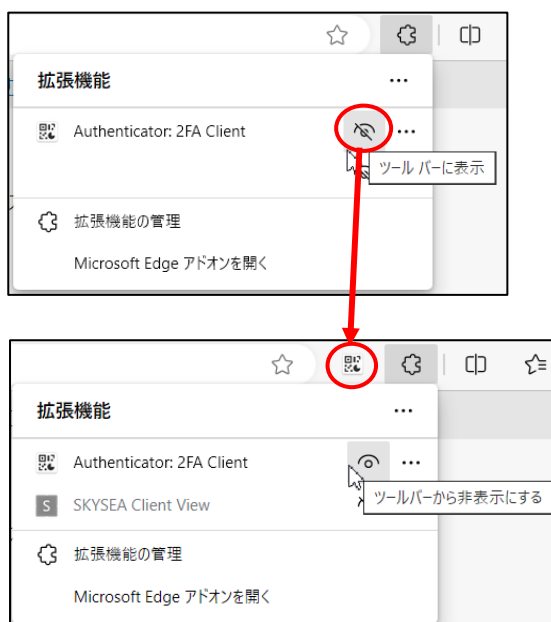 拡張機能
Authenticator: 2FA Client
ツール バーに表示
拡張機能の管理
Microsoft Edge アドオンを開く
拡張機能
Authenticator: 2FA Client
S SKYSEA Client View
ツールバーから非表示にする
拡張機能の管理
Microsoft Edge アドオンを開く